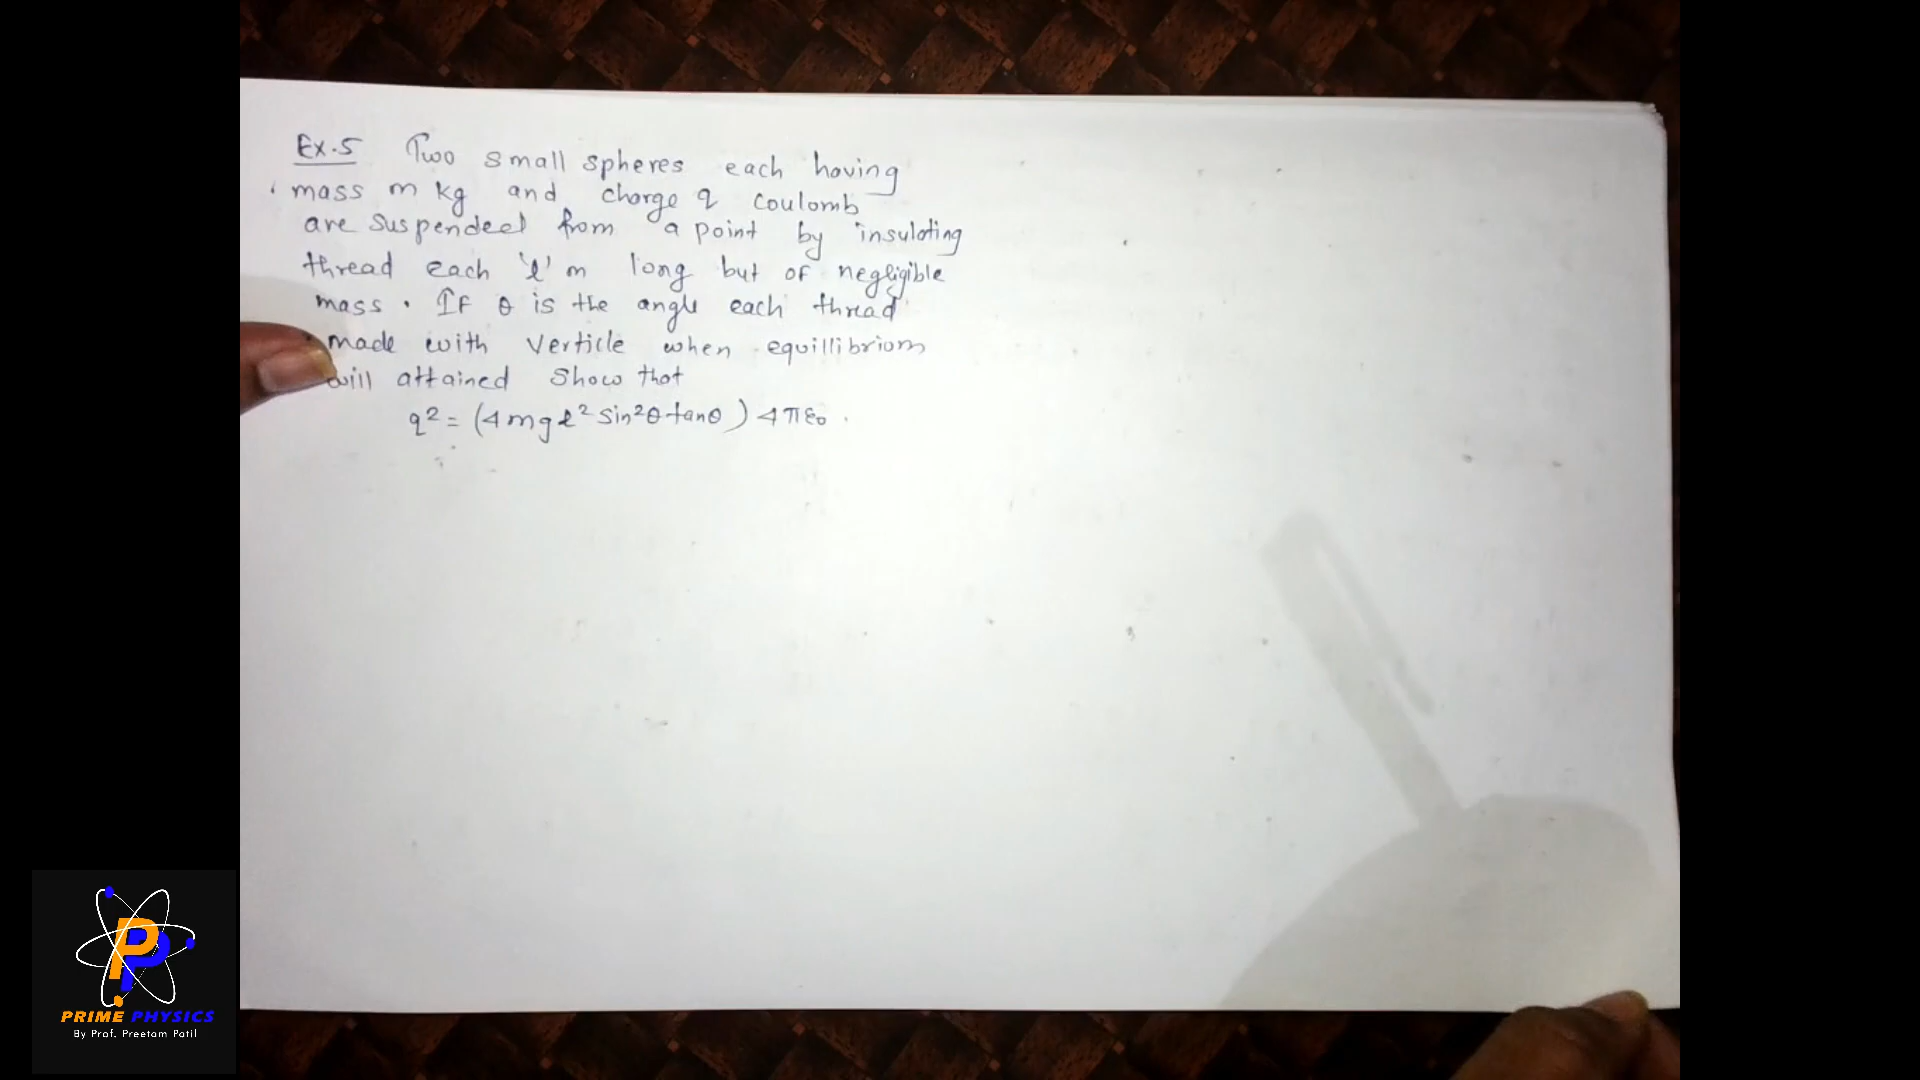 Ex.5 Two small spheres each having
mass m kg and charge q coulomb
are suspended from a point by insulating
thread each 'l' m long but of negligible
mass. If θ is the angle each thread
made with verticle when equillibrium
will attained show that
q² = (4mgl² sin²θ tanθ) 4πε₀.
PRIME PHYSICS
By Prof. Preetam Patil